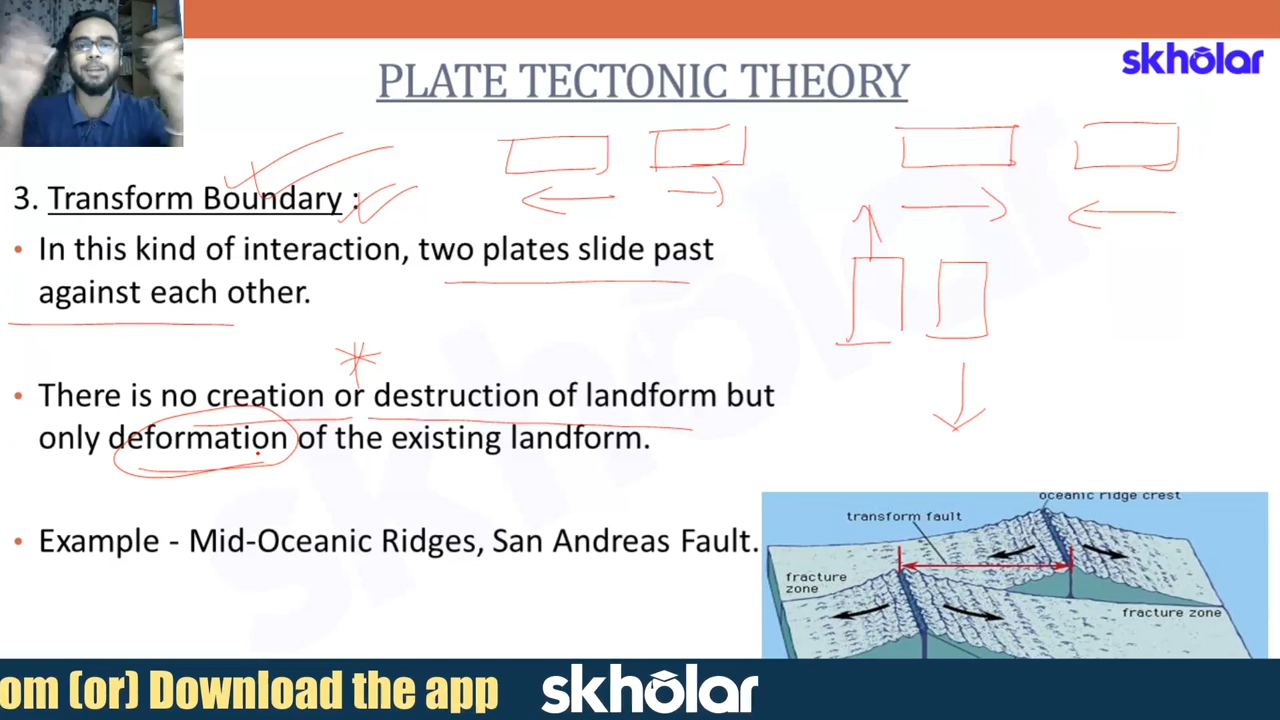 skholar
PLATE TECTONIC THEORY
3. Transform Boundary :
• In this kind of interaction, two plates slide past
against each other.
• There is no creation or destruction of landform but
only deformation of the existing landform.
• Example - Mid-Oceanic Ridges, San Andreas Fault.
oceanic ridge crest
transform fault
fracture
zone
fracture zone
om (or) Download the app
skholar
skholar